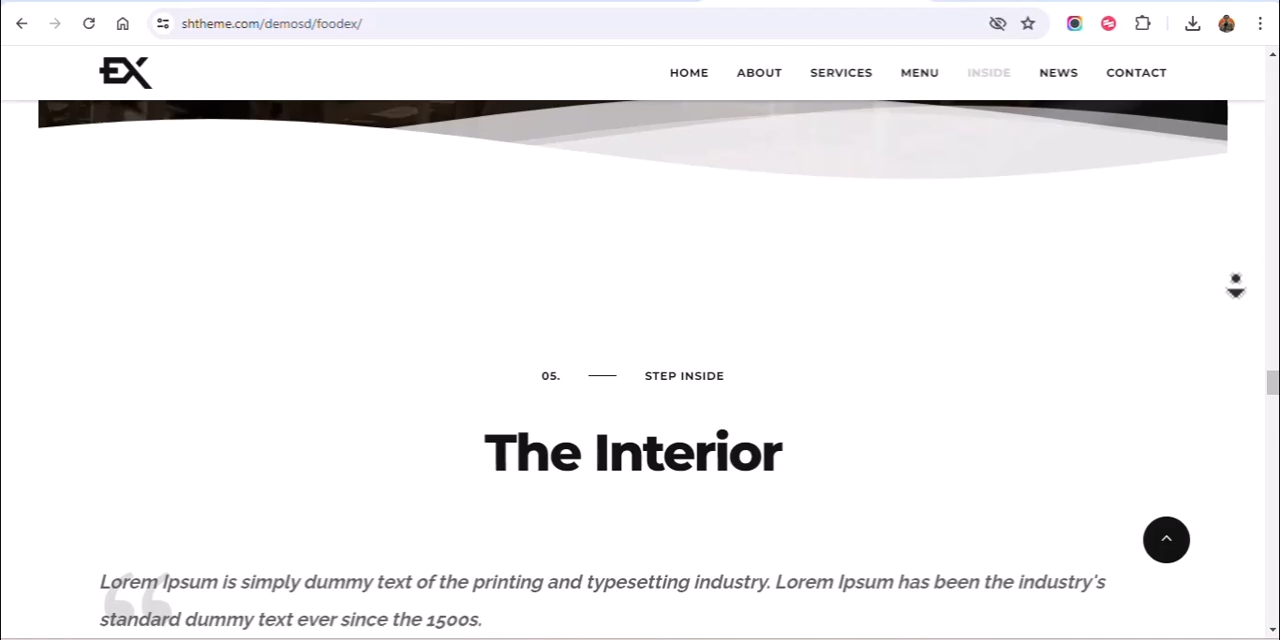 shtheme.com/demosd/foodex/
EX
HOME ABOUT SERVICES MENU INSIDE NEWS CONTACT
05. STEP INSIDE
The Interior
Lorem Ipsum is simply dummy text of the printing and typesetting industry. Lorem Ipsum has been the industry's
standard dummy text ever since the 1500s.